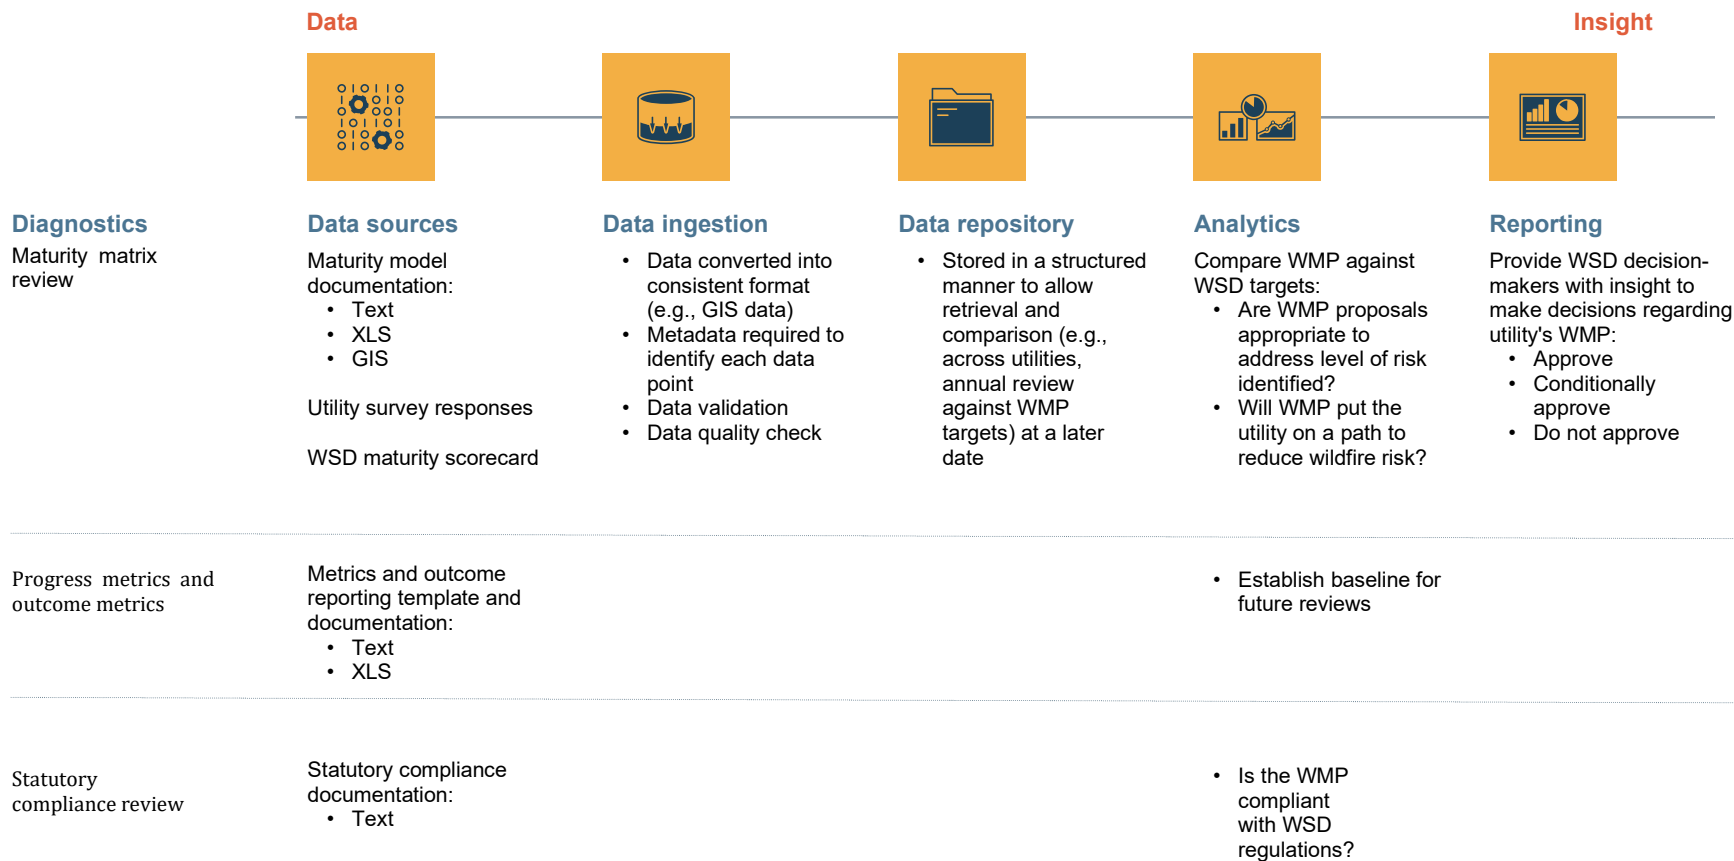 Data
Insight
Diagnostics
Maturity matrix
review
Data sources
Maturity model
documentation:
• Text
• XLS
• GIS
Utility survey responses
WSD maturity scorecard
Data ingestion
• Data converted into
consistent format
(e.g., GIS data)
• Metadata required to
identify each data
point
• Data validation
• Data quality check
Data repository
• Stored in a structured
manner to allow
retrieval and
comparison (e.g.,
across utilities,
annual review
against WMP
targets) at a later
date
Analytics
Compare WMP against
WSD targets:
• Are WMP proposals
appropriate to
address level of risk
identified?
• Will WMP put the
utility on a path to
reduce wildfire risk?
Reporting
Provide WSD decision-
makers with insight to
make decisions regarding
utility's WMP:
• Approve
• Conditionally
approve
• Do not approve
Progress metrics and
outcome metrics
Metrics and outcome
reporting template and
documentation:
• Text
• XLS
• Establish baseline for
future reviews
Statutory
compliance review
Statutory compliance
documentation:
• Text
• Is the WMP
compliant
with WSD
regulations?